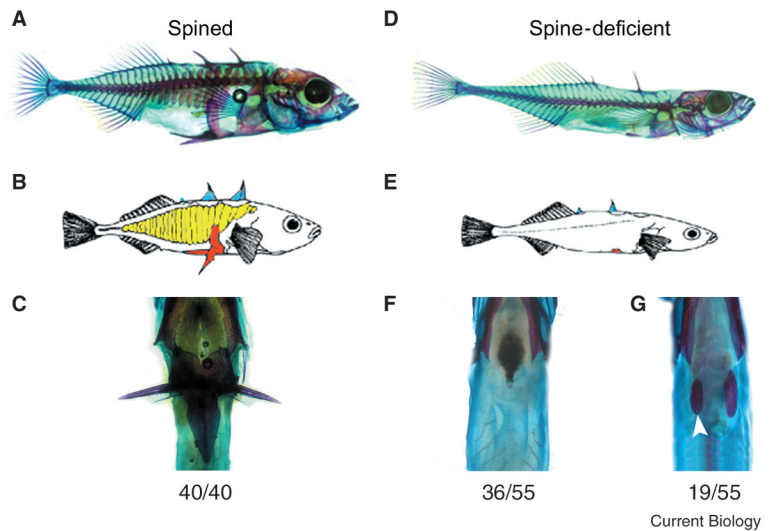 A
Spined
D
Spine-deficient
B
E
C
F
G
40/40
36/55
19/55
Current Biology